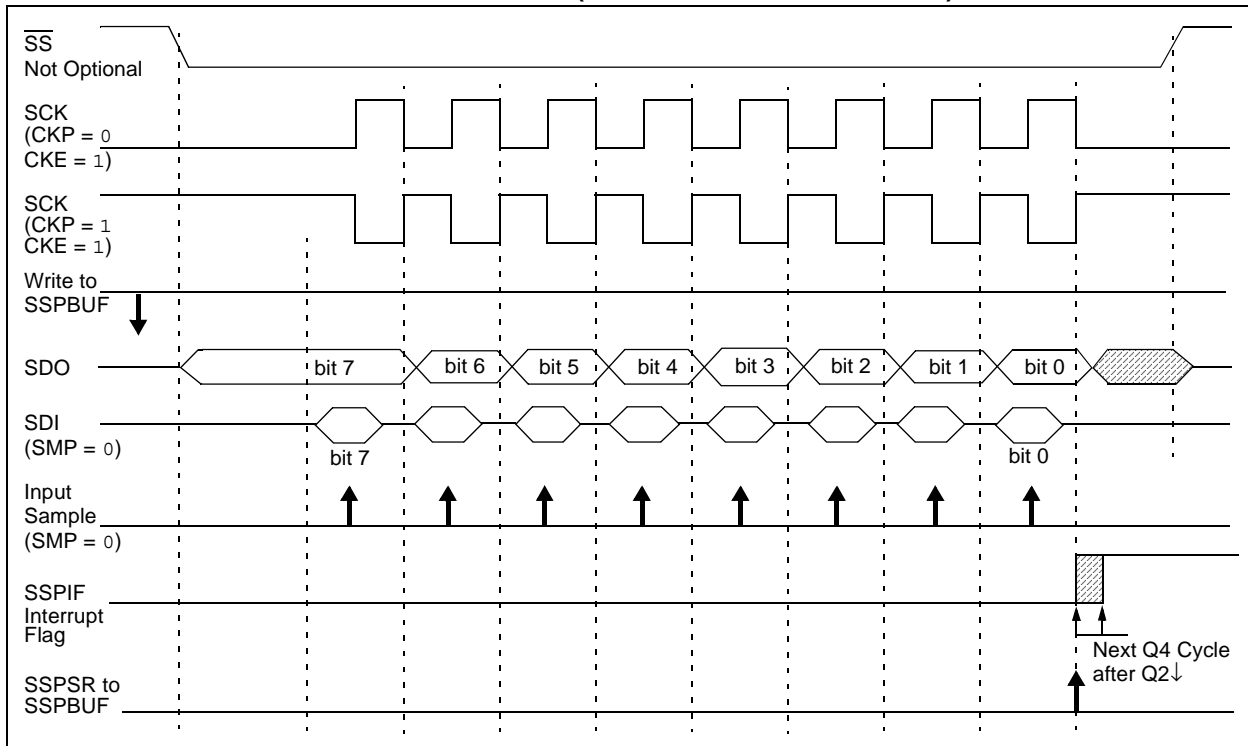 SS
Not Optional
SCK
(CKP = 0
CKE = 1)
SCK
(CKP = 1
CKE = 1)
Write to
SSPBUF
SDO
bit 7 bit 6 bit 5 bit 4 bit 3 bit 2 bit 1 bit 0
SDI
(SMP = 0)
bit 7 bit 0
Input
Sample
(SMP = 0)
SSPIF
Interrupt
Flag
Next Q4 Cycle
after Q2↓
SSPSR to
SSPBUF